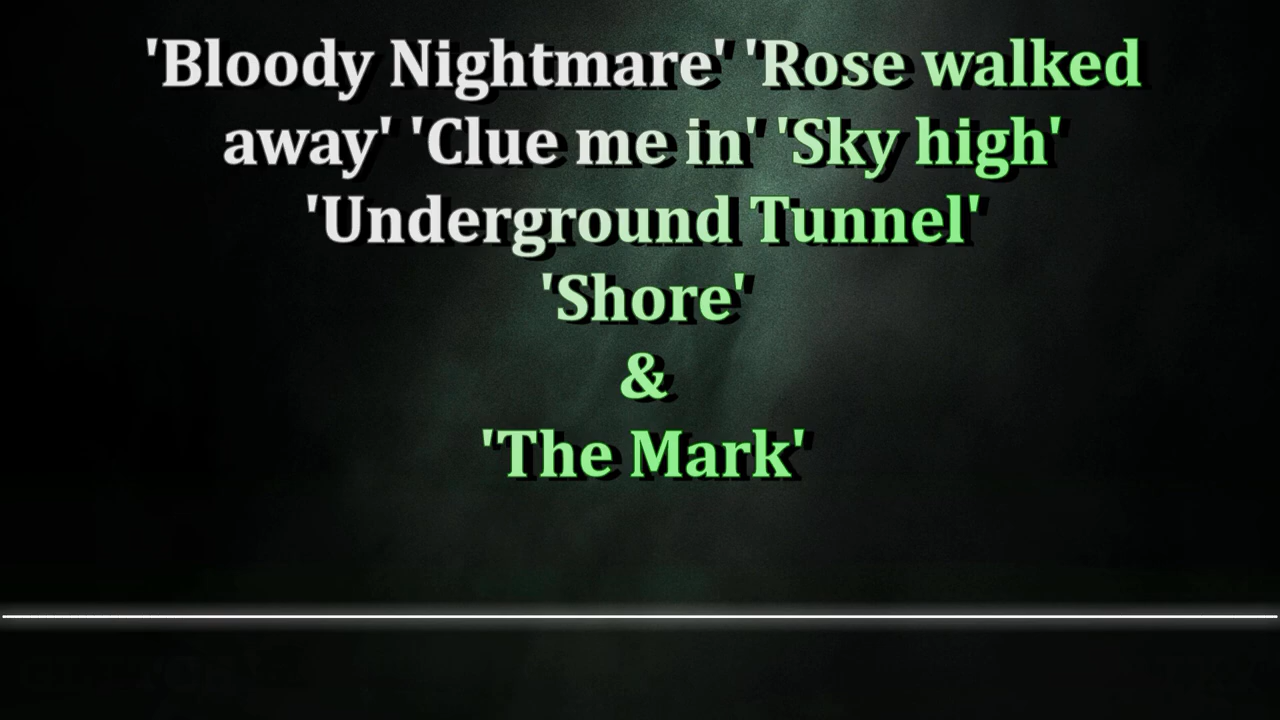 'Bloody Nightmare' 'Rose walked
away' 'Clue me in' 'Sky high'
'Underground Tunnel'
'Shore'
&
'The Mark'